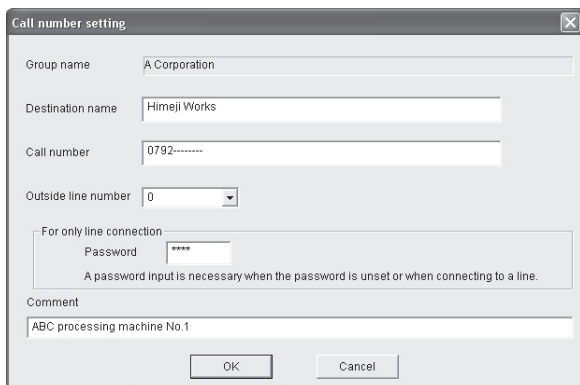 Call number setting
Group name A Corporation
Destination name Himeji Works
Call number 0792--------
Outside line number 0
For only line connection
Password ****
A password input is necessary when the password is unset or when connecting to a line.
Comment
ABC processing machine No.1
OK Cancel